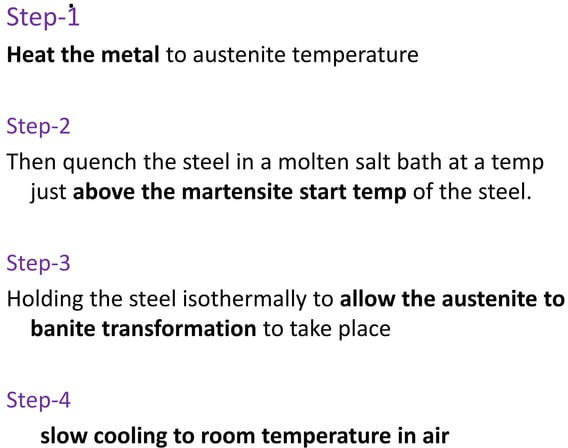 Step-1
Heat the metal to austenite temperature
Step-2
Then quench the steel in a molten salt bath at a temp
just above the martensite start temp of the steel.
Step-3
Holding the steel isothermally to allow the austenite to
banite transformation to take place
Step-4
slow cooling to room temperature in air